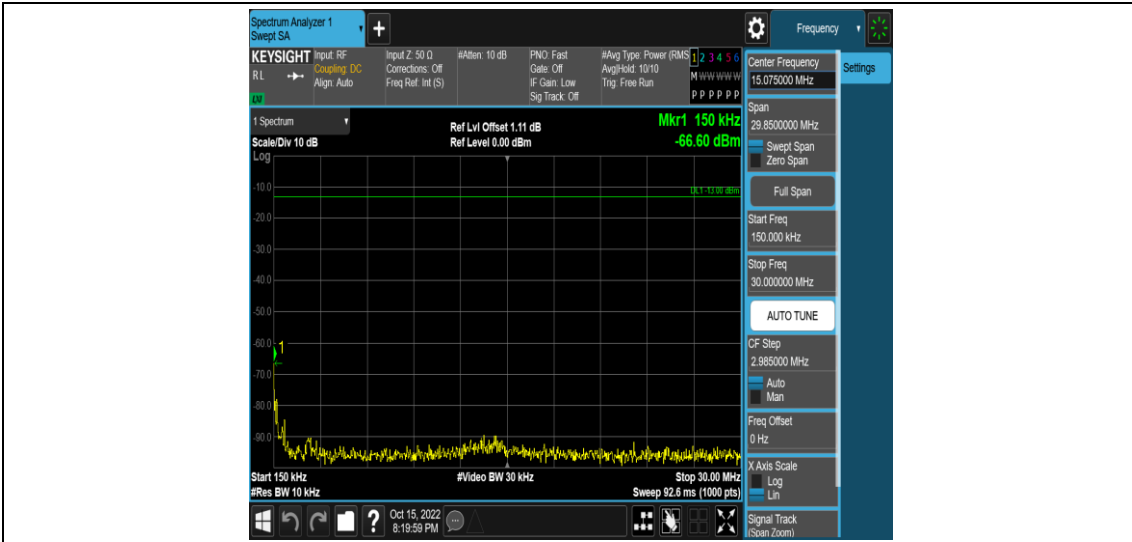 Spectrum Analyzer 1
Swept SA
Frequency
KEYSIGHT
RL
Input: RF
Coupling: DC
Align: Auto
Input Z: 50 Ω
Corrections: Off
Freq Ref: Int (S)
#Atten: 10 dB
PNO: Fast
Gate: Off
IF Gain: Low
Sig Track: Off
#Avg Type: Power (RMS
Avg|Hold: 10/10
Trig: Free Run
1 2 3 4 5 6
M W W W W W
P P P P P P
1 Spectrum
Scale/Div 10 dB
Ref Lvl Offset 1.11 dB
Ref Level 0.00 dBm
Mkr1 150 kHz
-66.60 dBm
Log
DL1 -13.00 dBm
-10.0
-20.0
-30.0
-40.0
-50.0
-60.0
1
-70.0
-80.0
-90.0
Start 150 kHz
#Video BW 30 kHz
Stop 30.00 MHz
#Res BW 10 kHz
Sweep 92.6 ms (1000 pts)
Oct 15, 2022
8:19:59 PM
?
Settings
Center Frequency
15.075000 MHz
Span
29.8500000 MHz
Swept Span
Zero Span
Full Span
Start Freq
150.000 kHz
Stop Freq
30.000000 MHz
AUTO TUNE
CF Step
2.985000 MHz
Auto
Man
Freq Offset
0 Hz
X Axis Scale
Log
Lin
Signal Track
(Span Zoom)